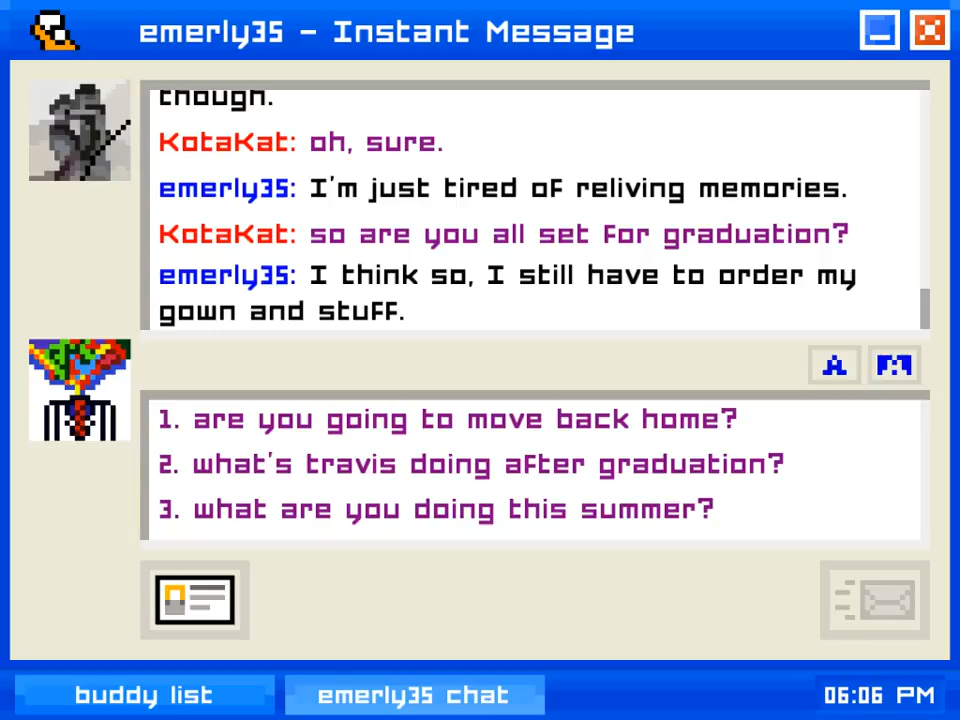 emerly35 - Instant Message
though.
KotaKat: oh, sure.
emerly35: I'm just tired of reliving memories.
KotaKat: so are you all set for graduation?
emerly35: I think so, I still have to order my
gown and stuff.
A
1. are you going to move back home?
2. what's travis doing after graduation?
3. what are you doing this summer?
buddy list
emerly35 chat
06:06 PM